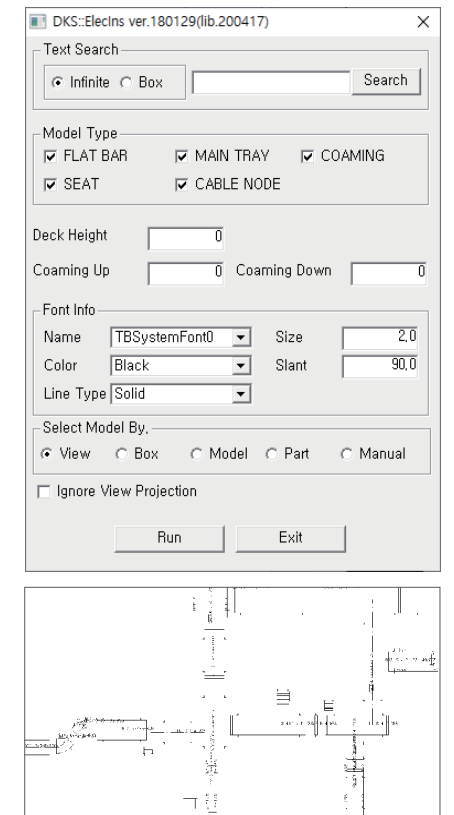 DKS::ElecIns ver.180129(lib.200417)
Text Search
Infinite Box Search
Model Type
FLAT BAR MAIN TRAY COAMING
SEAT CABLE NODE
Deck Height 0
Coaming Up 0 Coaming Down 0
Font Info
Name TBSystemFont0 Size 2,0
Color Black Slant 90,0
Line Type Solid
Select Model By,
View Box Model Part Manual
Ignore View Projection
Run Exit